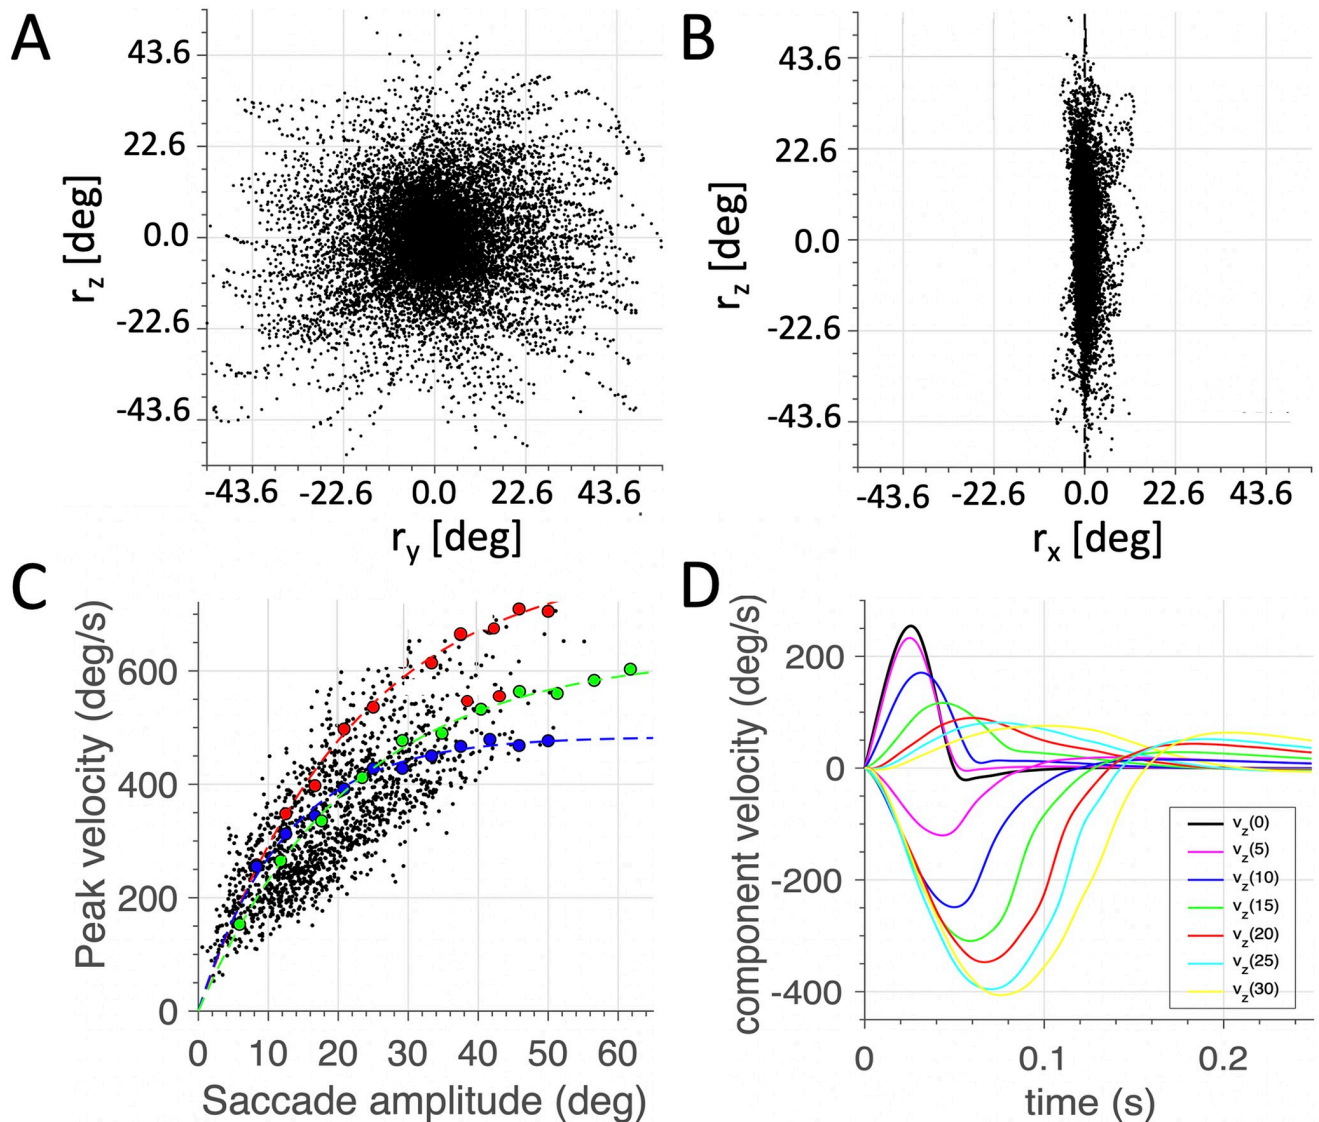 A
43.6
22.6
0.0
-22.6
-43.6
r_z [deg]
-43.6 -22.6 0.0 22.6 43.6
r_y [deg]
B
43.6
22.6
0.0
-22.6
-43.6
r_z [deg]
-43.6 -22.6 0.0 22.6 43.6
r_x [deg]
C
Peak velocity (deg/s)
600
400
200
0
0 10 20 30 40 50 60
Saccade amplitude (deg)
D
component velocity (deg/s)
200
0
-200
-400
v_z(0)
v_z(5)
v_z(10)
v_z(15)
v_z(20)
v_z(25)
v_z(30)
0 0.1 0.2
time (s)